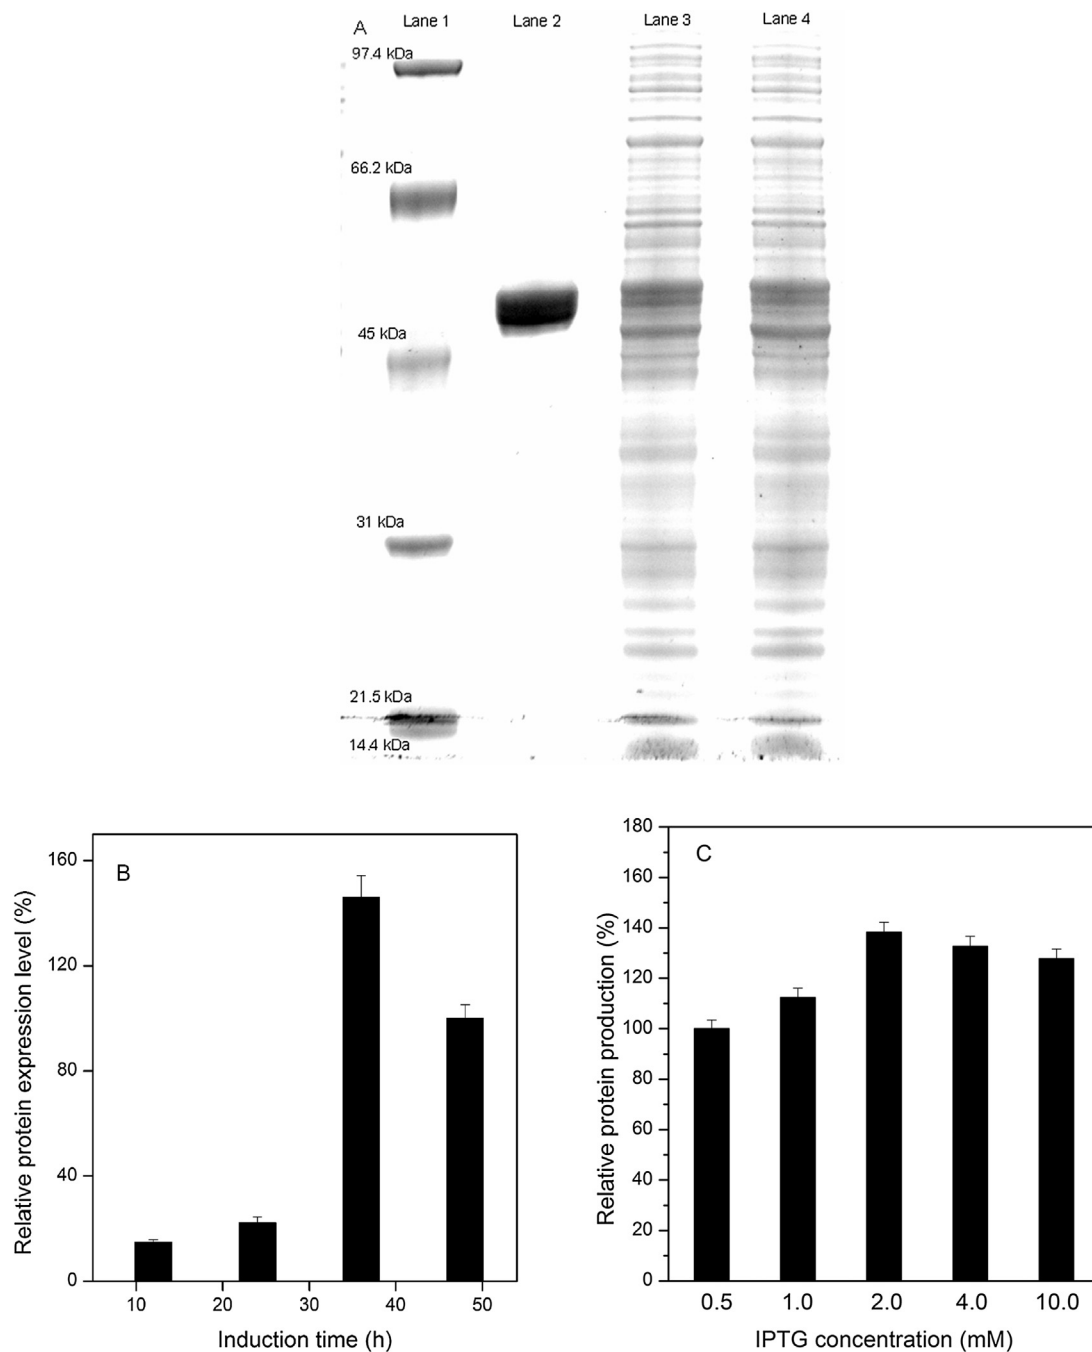 A
Lane 1
Lane 2
Lane 3
Lane 4
97.4 kDa
66.2 kDa
45 kDa
31 kDa
21.5 kDa
14.4 kDa
B
Relative protein expression level (%)
160
120
80
40
0
10 20 30 40 50
Induction time (h)
C
Relative protein production (%)
180
160
140
120
100
80
60
40
20
0
0.5 1.0 2.0 4.0 10.0
IPTG concentration (mM)